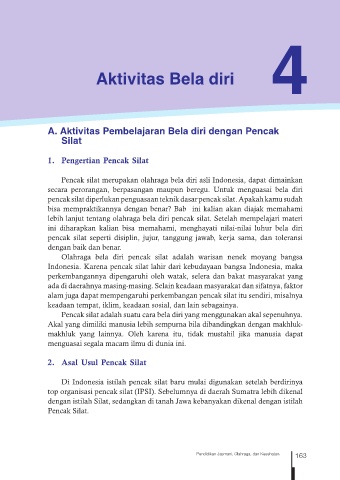 Aktivitas Bela diri 4
A. Aktivitas Pembelajaran Bela diri dengan Pencak
Silat
1. Pengertian Pencak Silat
Pencak silat merupakan olahraga bela diri asli Indonesia, dapat dimainkan
secara perorangan, berpasangan maupun beregu. Untuk menguasai bela diri
pencak silat diperlukan penguasaan teknik dasar pencak silat. Apakah kamu sudah
bisa mempraktikannya dengan benar? Bab ini kalian akan diajak memahami
lebih lanjut tentang olahraga bela diri pencak silat. Setelah mempelajari materi
ini diharapkan kalian bisa memahami, menghayati nilai-nilai luhur bela diri
pencak silat seperti disiplin, jujur, tanggung jawab, kerja sama, dan toleransi
dengan baik dan benar.
Olahraga bela diri pencak silat adalah warisan nenek moyang bangsa
Indonesia. Karena pencak silat lahir dari kebudayaan bangsa Indonesia, maka
perkembangannya dipengaruhi oleh watak, selera dan bakat masyarakat yang
ada di daerahnya masing-masing. Selain keadaan masyarakat dan sifatnya, faktor
alam juga dapat mempengaruhi perkembangan pencak silat itu sendiri, misalnya
keadaan tempat, iklim, keadaan sosial, dan lain sebagainya.
Pencak silat adalah suatu cara bela diri yang menggunakan akal sepenuhnya.
Akal yang dimiliki manusia lebih sempurna bila dibandingkan dengan makhluk-
makhluk yang lainnya. Oleh karena itu, tidak mustahil jika manusia dapat
menguasai segala macam ilmu di dunia ini.
2. Asal Usul Pencak Silat
Di Indonesia istilah pencak silat baru mulai digunakan setelah berdirinya
top organisasi pencak silat (IPSI). Sebelumnya di daerah Sumatra lebih dikenal
dengan istilah Silat, sedangkan di tanah Jawa kebanyakan dikenal dengan istilah
Pencak Silat.
Pendidikan Jasmani, Olahraga, dan Kesehatan 163